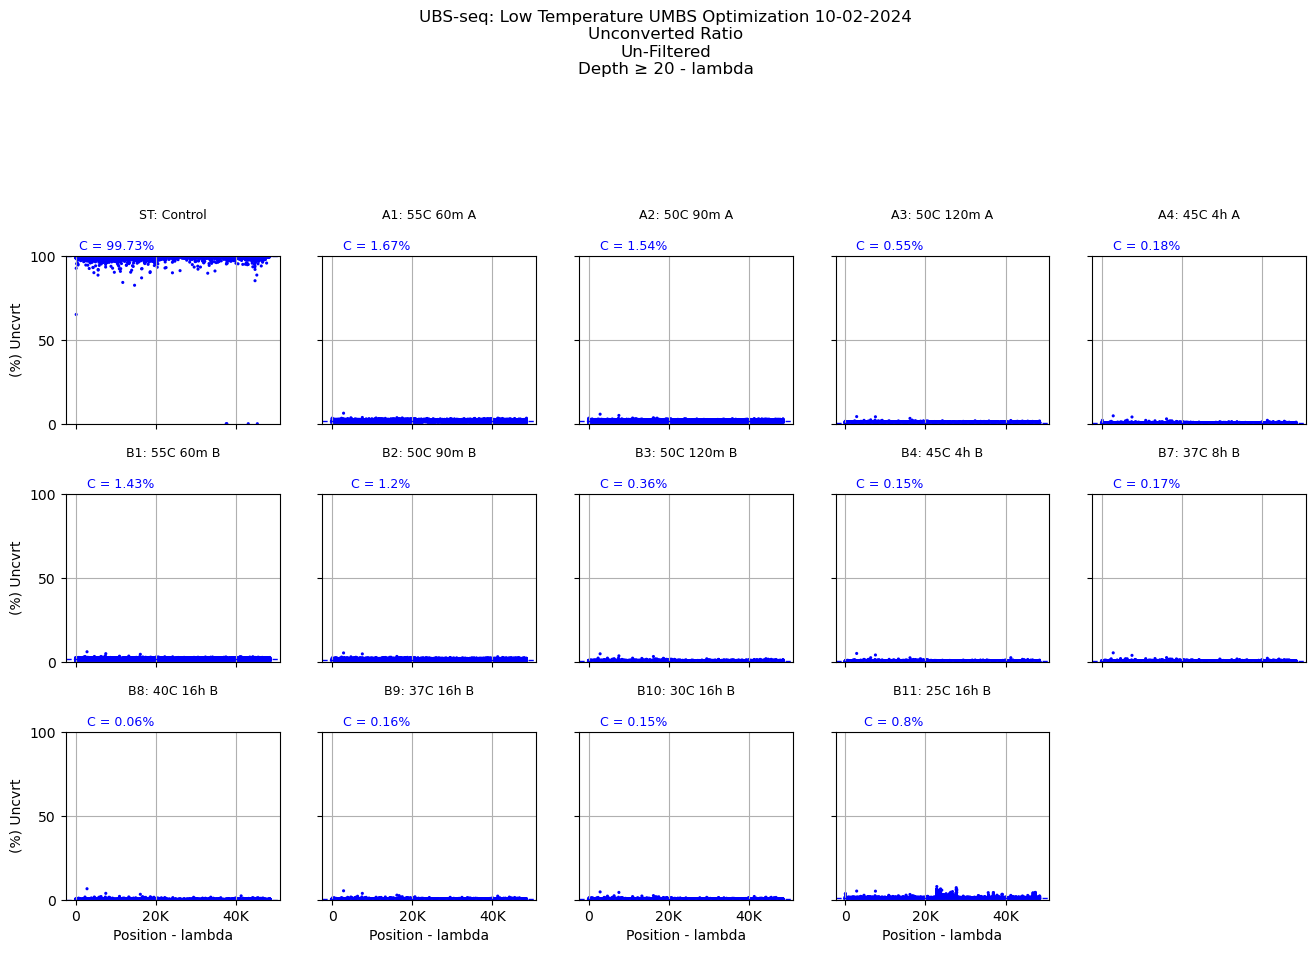 UBS-seq: Low Temperature UMBS Optimization 10-02-2024
Unconverted Ratio
Un-Filtered
Depth ≥ 20 - lambda
ST: Control
A1: 55C 60m A
A2: 50C 90m A
A3: 50C 120m A
A4: 45C 4h A
C = 99.73%
C = 1.67%
C = 1.54%
C = 0.55%
C = 0.18%
100
50
0
(%) Uncvrt
B1: 55C 60m B
B2: 50C 90m B
B3: 50C 120m B
B4: 45C 4h B
B7: 37C 8h B
C = 1.43%
C = 1.2%
C = 0.36%
C = 0.15%
C = 0.17%
100
50
0
(%) Uncvrt
B8: 40C 16h B
B9: 37C 16h B
B10: 30C 16h B
B11: 25C 16h B
C = 0.06%
C = 0.16%
C = 0.15%
C = 0.8%
100
50
0
(%) Uncvrt
0 20K 40K
0 20K 40K
0 20K 40K
0 20K 40K
Position - lambda
Position - lambda
Position - lambda
Position - lambda